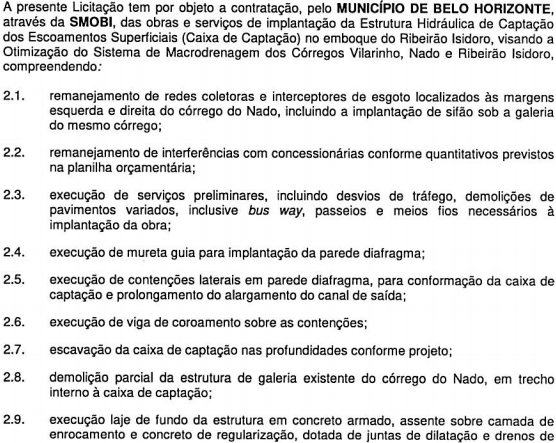 A presente Licitação tem por objeto a contratação, pelo MUNICÍPIO DE BELO HORIZONTE,
através da SMOBI, das obras e serviços de implantação da Estrutura Hidráulica de Captação
dos Escoamentos Superficiais (Caixa de Captação) no emboque do Ribeirão Isidoro, visando a
Otimização do Sistema de Macrodrenagem dos Córregos Vilarinho, Nado e Ribeirão Isidoro,
compreendendo:
2.1. remanejamento de redes coletoras e interceptores de esgoto localizados às margens
esquerda e direita do córrego do Nado, incluindo a implantação de sifão sob a galeria
do mesmo córrego;
2.2. remanejamento de interferências com concessionárias conforme quantitativos previstos
na planilha orçamentária;
2.3. execução de serviços preliminares, incluindo desvios de tráfego, demolições de
pavimentos variados, inclusive bus way, passeios e meios fios necessários à
implantação da obra;
2.4. execução de mureta guia para implantação da parede diafragma;
2.5. execução de contenções laterais em parede diafragma, para conformação da caixa de
captação e prolongamento do alargamento do canal de saída;
2.6. execução de viga de coroamento sobre as contenções;
2.7. escavação da caixa de captação nas profundidades conforme projeto;
2.8. demolição parcial da estrutura de galeria existente do córrego do Nado, em trecho
interno à caixa de captação;
2.9. execução laje de fundo da estrutura em concreto armado, assente sobre camada de
enrocamento e concreto de regularização, dotada de juntas de dilatação e drenos de